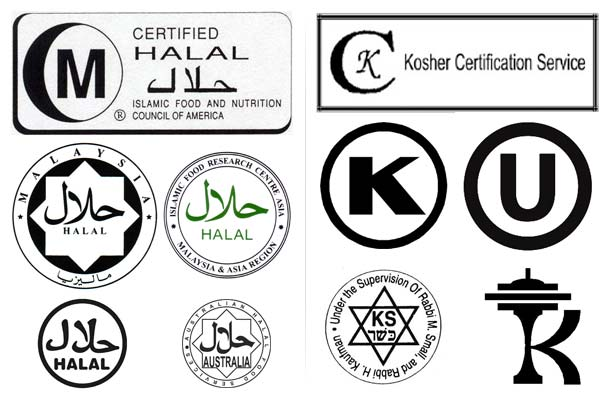 M
CERTIFIED
HALAL
حلال
ISLAMIC FOOD AND NUTRITION
® COUNCIL OF AMERICA
CK
Kosher Certification Service
MALAYSIA
حلال
HALAL
ماليزيا
ISLAMIC FOOD RESEARCH CENTRE ASIA
حلال
HALAL
MALAYSIA & ASIA REGION
K
U
حلال
HALAL
AUSTRALIAN HALAL FOOD SERVICES
حلال
AUSTRALIA
Under the Supervision Of Rabbi M. Small, and Rabbi H. Kaufman
KS
כשר
K